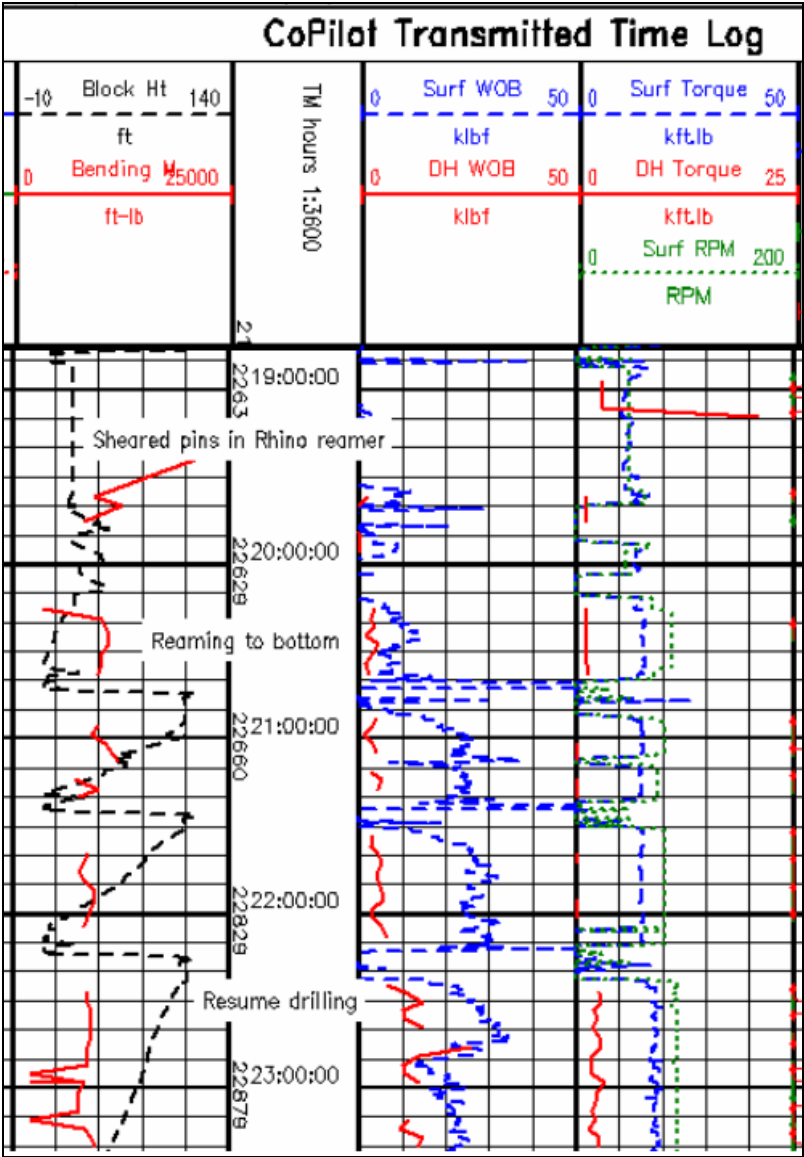 CoPilot Transmitted Time Log
-10 Block Ht 140
ft
0 Bending M 25000
ft-lb
TM hours 1:3600
0 Surf WOB 50
klbf
0 DH WOB 50
klbf
0 Surf Torque 50
kft.lb
0 DH Torque 25
kft.lb
0 Surf RPM 200
RPM
21
19:00:00
2263
Sheared pins in Rhino reamer
20:00:00
22629
Reaming to bottom
21:00:00
22660
22:00:00
22829
Resume drilling
23:00:00
22879